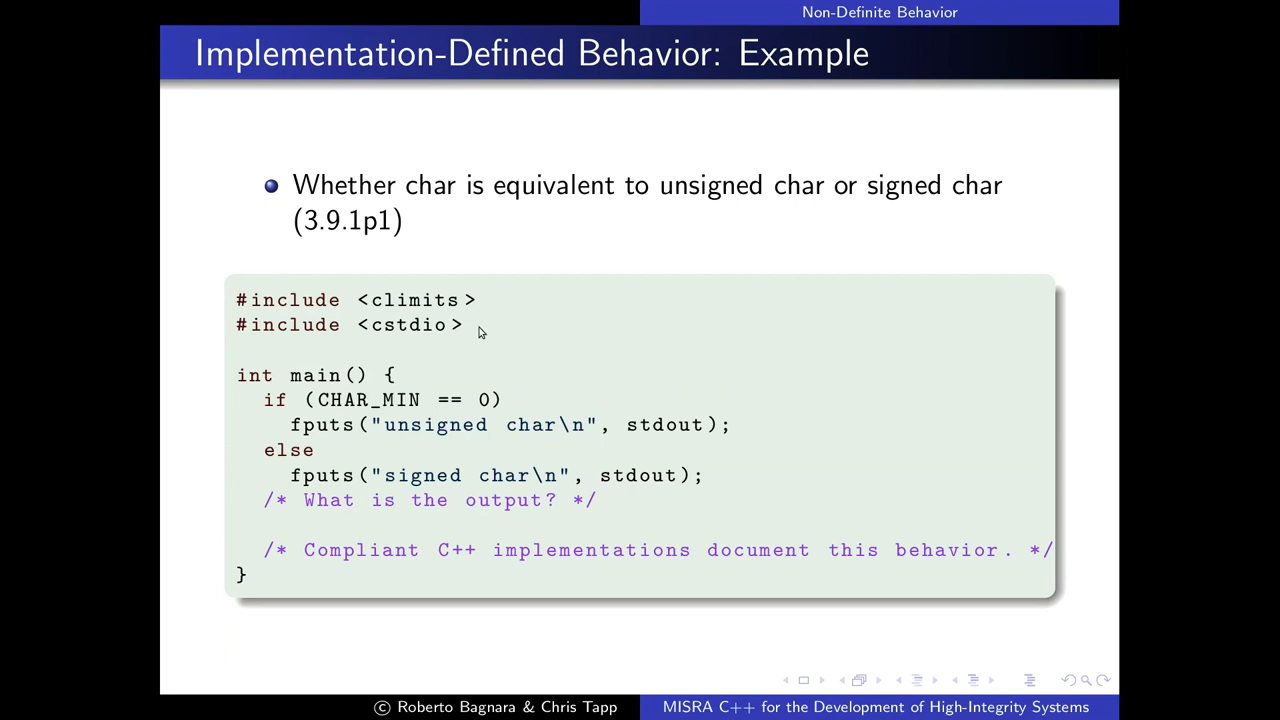 Non-Definite Behavior
Implementation-Defined Behavior: Example
Whether char is equivalent to unsigned char or signed char
(3.9.1p1)
#include <climits>
#include <cstdio>
int main() {
if (CHAR_MIN == 0)
fputs("unsigned char\n", stdout);
else
fputs("signed char\n", stdout);
/* What is the output? */
/* Compliant C++ implementations document this behavior. */
}
© Roberto Bagnara & Chris Tapp
MISRA C++ for the Development of High-Integrity Systems